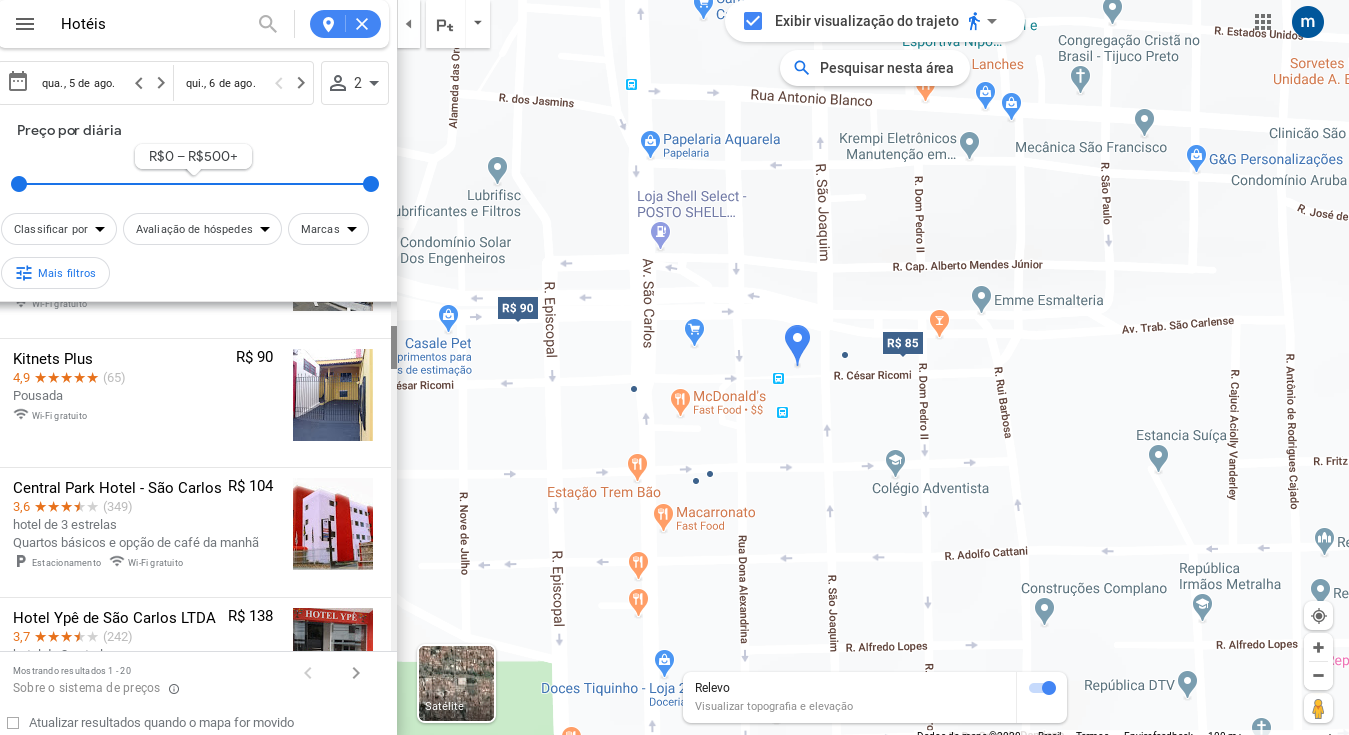 Hotéis
qua., 5 de ago.
qui., 6 de ago.
2
Preço por diária
R$0 – R$500+
Classificar por
Avaliação de hóspedes
Marcas
Mais filtros
Wi-Fi gratuito
Kitnets Plus
R$ 90
4,9
(65)
Pousada
Wi-Fi gratuito
Central Park Hotel - São Carlos
R$ 104
3,6
(349)
hotel de 3 estrelas
Quartos básicos e opção de café da manhã
P Estacionamento
Wi-Fi gratuito
Hotel Ypê de São Carlos LTDA
R$ 138
3,7
(242)
HOTEL YPÊ
Mostrando resultados 1 - 20
Sobre o sistema de preços
Atualizar resultados quando o mapa for movido
Exibir visualização do trajeto
m
Pesquisar nesta área
Lanches
Congregação Cristã no
Brasil - Tijuco Preto
R. Estados Unidos
Sorvetes
R. dos Jasmins
Rua Antonio Blanco
Papelaria Aquarela
Papelaria
Krempi Eletrônicos
Manutenção em...
Mecânica São Francisco
Clinicão São
G&G Personalizações
Condomínio Aruba
Lubrifisc
ubrificantes e Filtros
Loja Shell Select -
POSTO SHELL...
R. São Joaquim
R. Dom Pedro II
R. São Paulo
R. José de
Condomínio Solar
Dos Engenheiros
R. Cap. Alberto Mendes Júnior
R. Episcopal
Av. São Carlos
R$ 90
Emme Esmalteria
Av. Trab. São Carlense
Casale Pet
primentos para
s de estimação
R$ 85
ésar Ricomi
R. César Ricomi
R. Dom Pedro II
R. Rui Barbosa
R. Cajuci Aciolly Vanderley
R. Antônio de Rodrigues Cajado
McDonald's
Fast Food • $$
Estancia Suíça
R. Fritz
Estação Trem Bão
Colégio Adventista
Macarronato
Fast Food
R. Nove de Julho
R. Episcopal
Rua Dona Alexandrina
R. São Joaquim
R. Adolfo Cattani
República
Irmãos Metralha
Construções Complano
R. Alfredo Lopes
R. Alfredo Lopes
República DTV
Doces Tiquinho - Loja 2
Doceria
Satélite
Relevo
Visualizar topografia e elevação